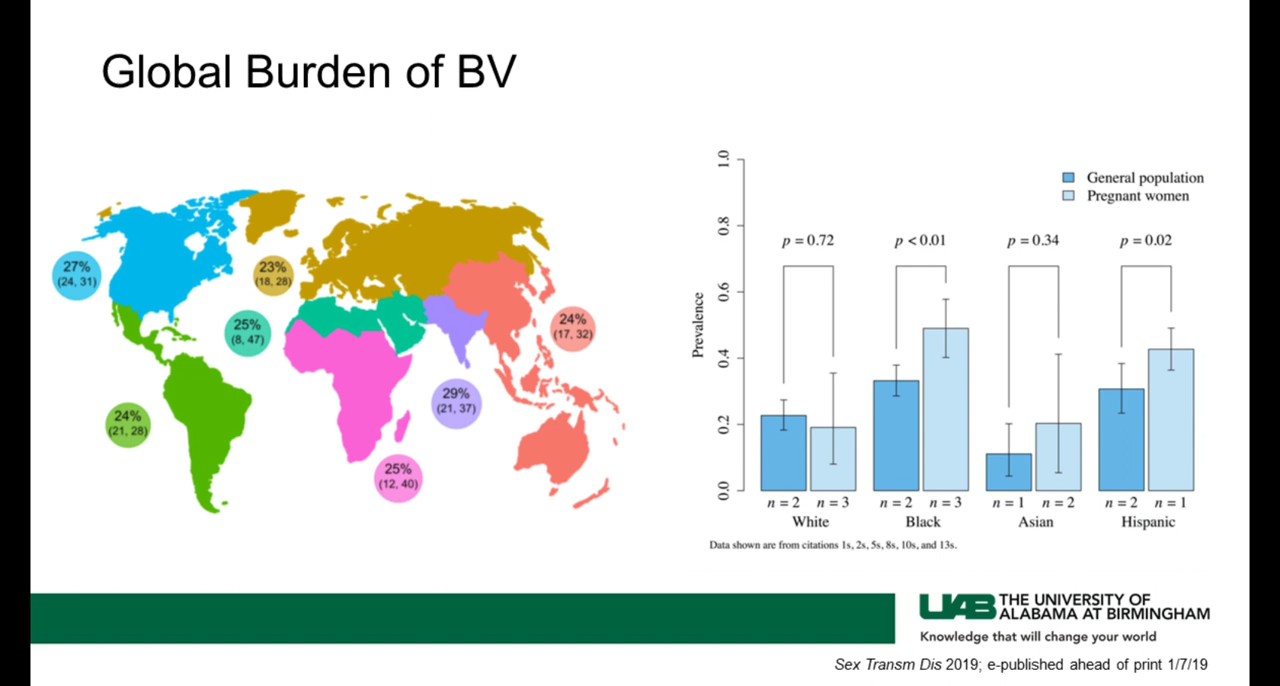 Global Burden of BV
27%
(24, 31)
23%
(18, 28)
25%
(8, 47)
24%
(17, 32)
29%
(21, 37)
24%
(21, 28)
25%
(12, 40)
Prevalence
1.0
0.8
0.6
0.4
0.2
0.0
General population
Pregnant women
p = 0.72
p < 0.01
p = 0.34
p = 0.02
n = 2 n = 3 n = 2 n = 3 n = 1 n = 2 n = 2 n = 1
White Black Asian Hispanic
Data shown are from citations 1s, 2s, 5s, 8s, 10s, and 13s.
UAB THE UNIVERSITY OF
ALABAMA AT BIRMINGHAM
Knowledge that will change your world
Sex Transm Dis 2019; e-published ahead of print 1/7/19